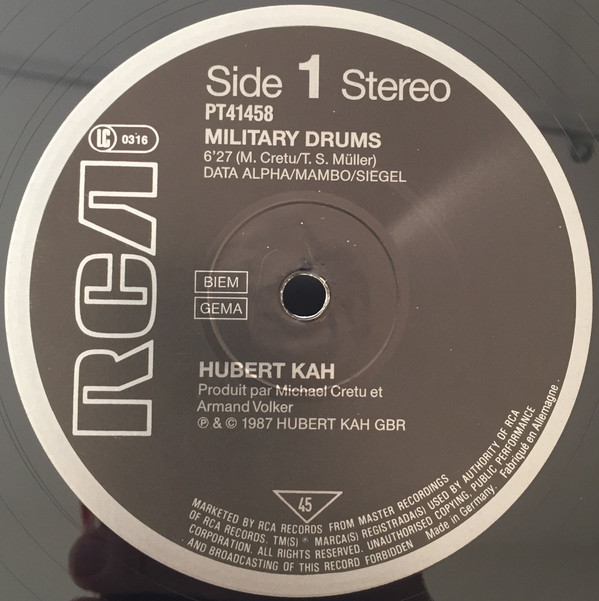 Side 1 Stereo
PT41458
MILITARY DRUMS
6'27 (M. Cretu/T. S. Müller)
DATA ALPHA/MAMBO/SIEGEL
LC 0316
RCA
BIEM
GEMA
HUBERT KAH
Produit par Michael Cretu et
Armand Volker
℗ & © 1987 HUBERT KAH GBR
45
MARKETED BY RCA RECORDS FROM MASTER RECORDINGS
OF RCA RECORDS. TM(S) ® MARCA(S) REGISTRADA(S) USED BY AUTHORITY OF RCA
CORPORATION. ALL RIGHTS RESERVED. UNAUTHORISED COPYING, PUBLIC PERFORMANCE
AND BROADCASTING OF THIS RECORD FORBIDDEN Made in Germany. Fabriqué en Allemagne.